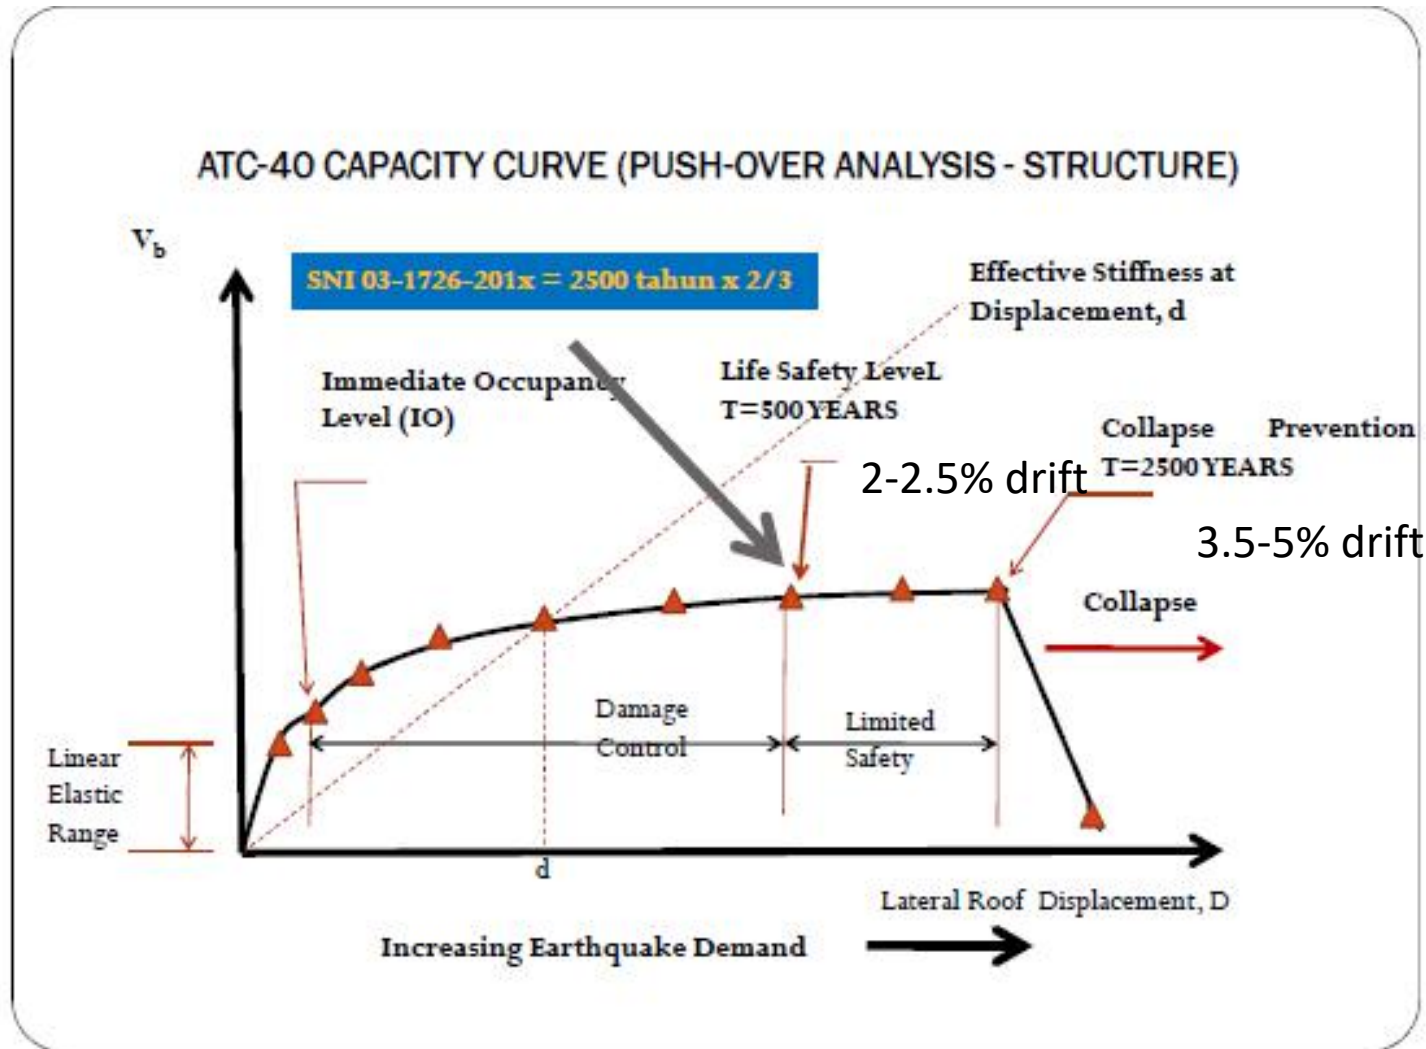 ATC-40 CAPACITY CURVE (PUSH-OVER ANALYSIS - STRUCTURE)
Vb
SNI 03-1726-201x = 2500 tahun x 2/3
Effective Stiffness at
Displacement, d
Immediate Occupancy
Level (IO)
Life Safety LeveL
T=500 YEARS
Collapse Prevention
T=2500 YEARS
2-2.5% drift
3.5-5% drift
Collapse
Damage
Control
Limited
Safety
Linear
Elastic
Range
d
Lateral Roof Displacement, D
Increasing Earthquake Demand